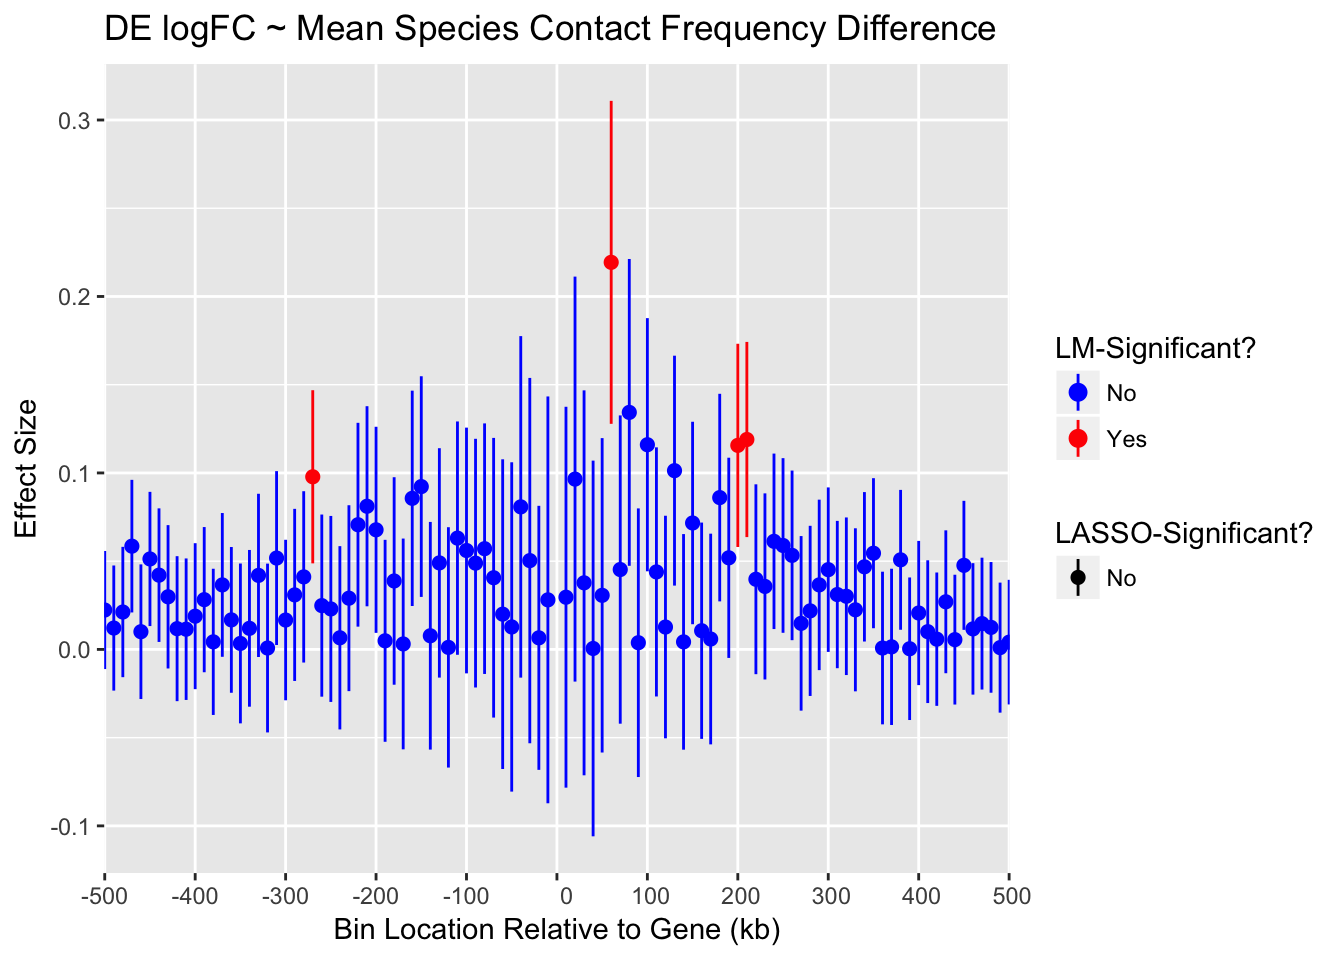 DE logFC ~ Mean Species Contact Frequency Difference
0.3
0.2
0.1
0.0
-0.1
Effect Size
-500 -400 -300 -200 -100 0 100 200 300 400 500
Bin Location Relative to Gene (kb)
LM-Significant?
No
Yes
LASSO-Significant?
No